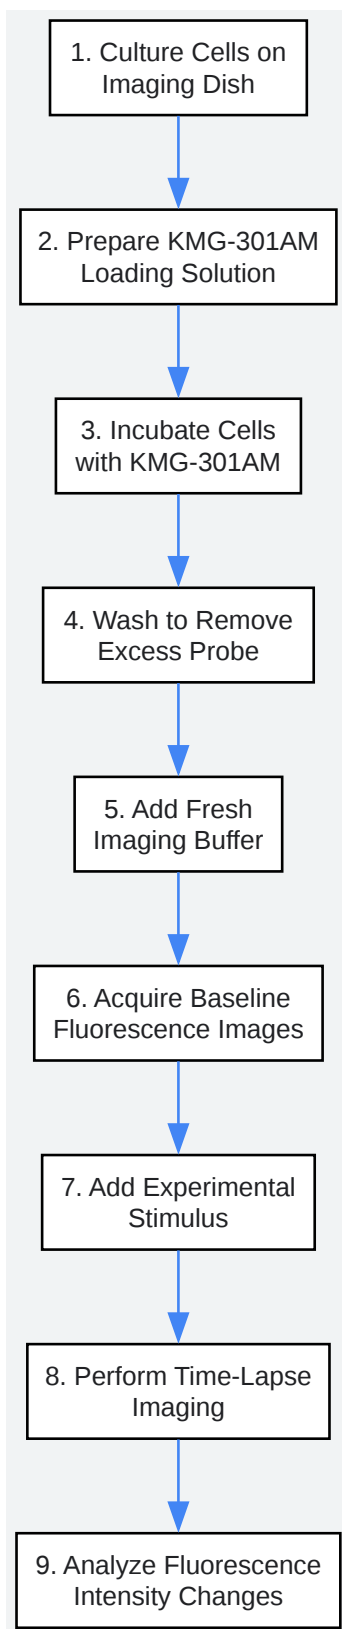 1. Culture Cells on
Imaging Dish
2. Prepare KMG-301AM
Loading Solution
3. Incubate Cells
with KMG-301AM
4. Wash to Remove
Excess Probe
5. Add Fresh
Imaging Buffer
6. Acquire Baseline
Fluorescence Images
7. Add Experimental
Stimulus
8. Perform Time-Lapse
Imaging
9. Analyze Fluorescence
Intensity Changes